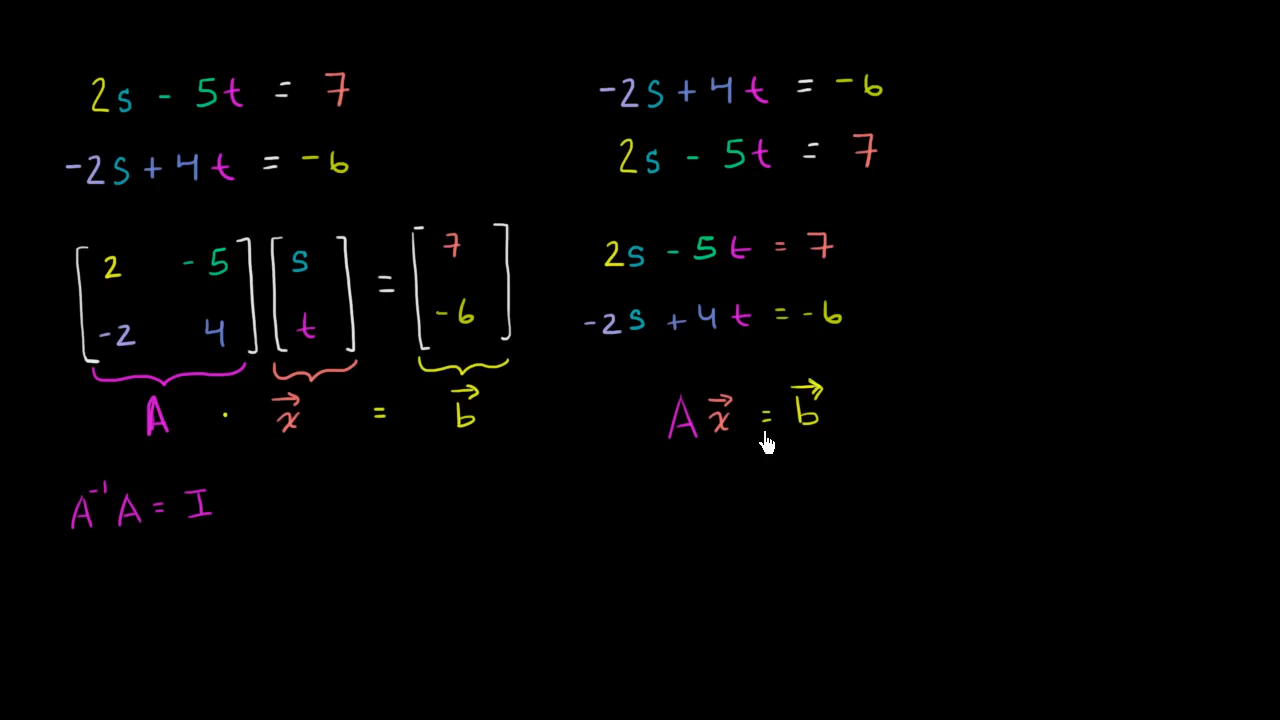 2s - 5t = 7
-2s + 4t = -6
[2 -5] [s] = [7]
[-2 4] [t] [-6]
A · x⃗ = b⃗
A⁻¹A = I
-2s + 4t = -6
2s - 5t = 7
2s - 5t = 7
-2s + 4t = -6
Ax⃗ = b⃗